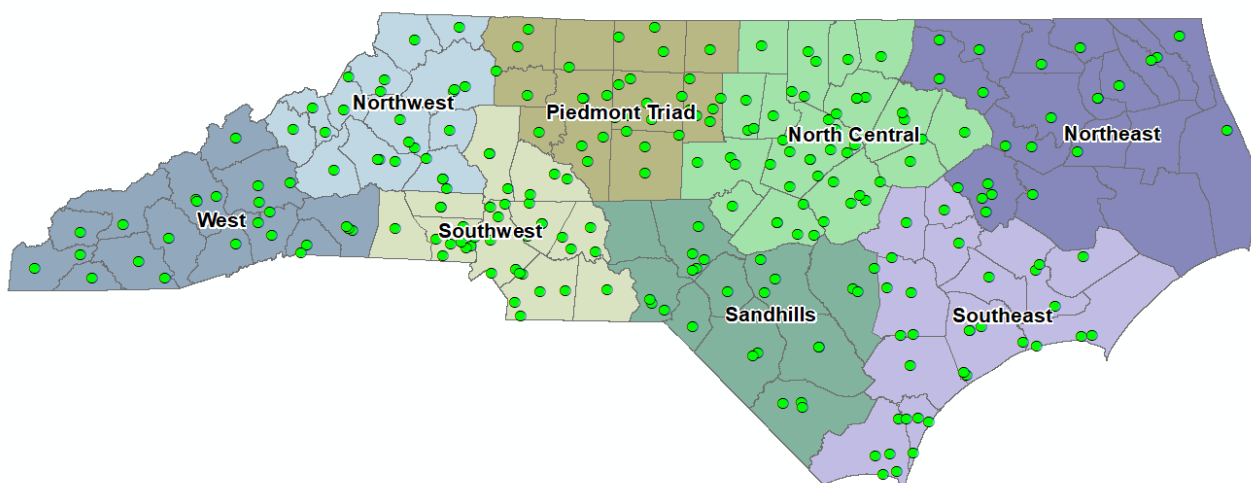 Northwest
Piedmont Triad
North Central
Northeast
West
Southwest
Sandhills
Southeast